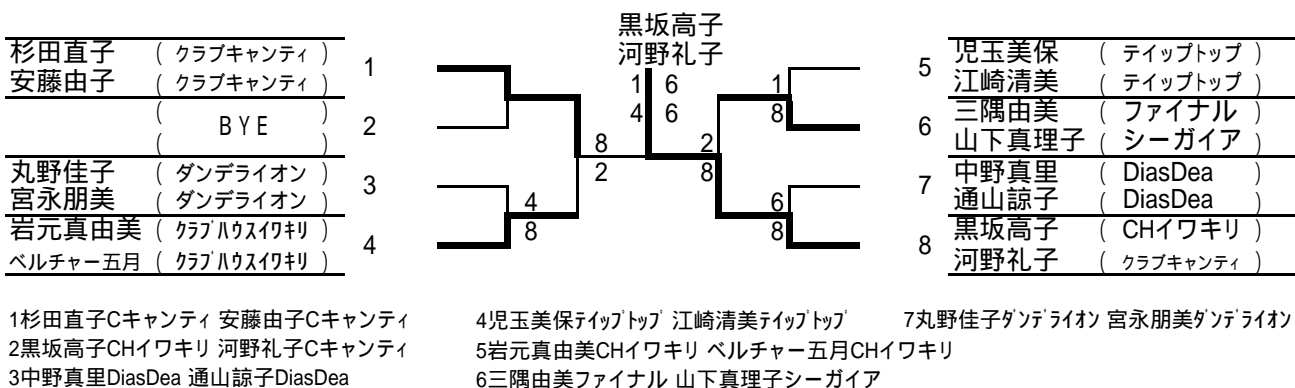 黒坂高子
河野礼子
杉田直子 ( クラブキャンティ )
安藤由子 ( クラブキャンティ )
1
( )
BYE
( )
2
丸野佳子 ( ダンデライオン )
宮永朋美 ( ダンデライオン )
3
岩元真由美 ( ｸﾗﾌﾞﾊｳｽｲﾜｷﾘ )
ベルチャー五月 ( ｸﾗﾌﾞﾊｳｽｲﾜｷﾘ )
4
4
8
8
2
1 6
4 6
2
8
1
8
6
8
5
児玉美保 ( テイップトップ )
江崎清美 ( テイップトップ )
6
三隅由美 ( ファイナル )
山下真理子 ( シーガイア )
7
中野真里 ( DiasDea )
通山諒子 ( DiasDea )
8
黒坂高子 ( CHイワキリ )
河野礼子 ( クラブキャンティ )
1杉田直子Cキャンティ 安藤由子Cキャンティ
2黒坂高子CHイワキリ 河野礼子Cキャンティ
3中野真里DiasDea 通山諒子DiasDea
4児玉美保ﾃｲｯﾌﾟﾄｯﾌﾟ 江崎清美ﾃｲｯﾌﾟﾄｯﾌﾟ
5岩元真由美CHイワキリ ベルチャー五月CHイワキリ
6三隅由美ファイナル 山下真理子シーガイア
7丸野佳子ﾀﾞﾝﾃﾞﾗｲｵﾝ 宮永朋美ﾀﾞﾝﾃﾞﾗｲｵﾝ